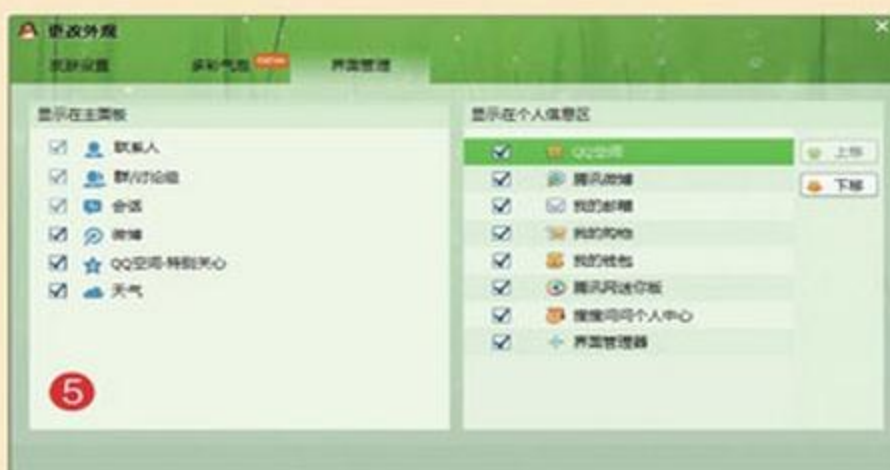 更改外观
皮肤设置 多彩气泡 界面管理
显示在主面板
联系人
群/讨论组
会话
微博
QQ空间-特别关心
天气
5
显示在个人信息区
QQ空间
腾讯微博
我的邮箱
我的购物
我的钱包
腾讯网迷你版
搜搜问问个人中心
界面管理器
上移
下移